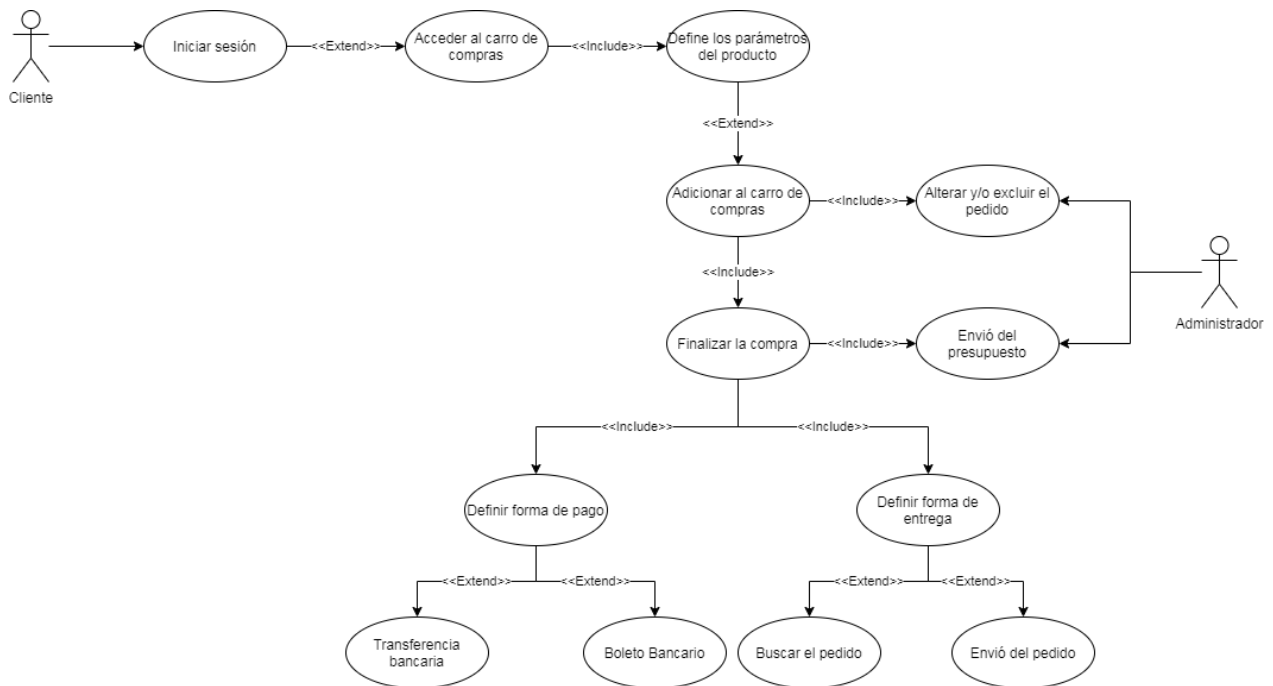 Cliente
Iniciar sesión
<<Extend>>
Acceder al carro de
compras
<<Include>>
Define los parámetros
del producto
<<Extend>>
Adicionar al carro de
compras
<<Include>>
Alterar y/o excluir el
pedido
<<Include>>
Administrador
Finalizar la compra
<<Include>>
Envió del
presupuesto
<<Include>>
<<Include>>
Definir forma de pago
Definir forma de
entrega
<<Extend>>
<<Extend>>
<<Extend>>
<<Extend>>
Transferencia
bancaria
Boleto Bancario
Buscar el pedido
Envió del pedido